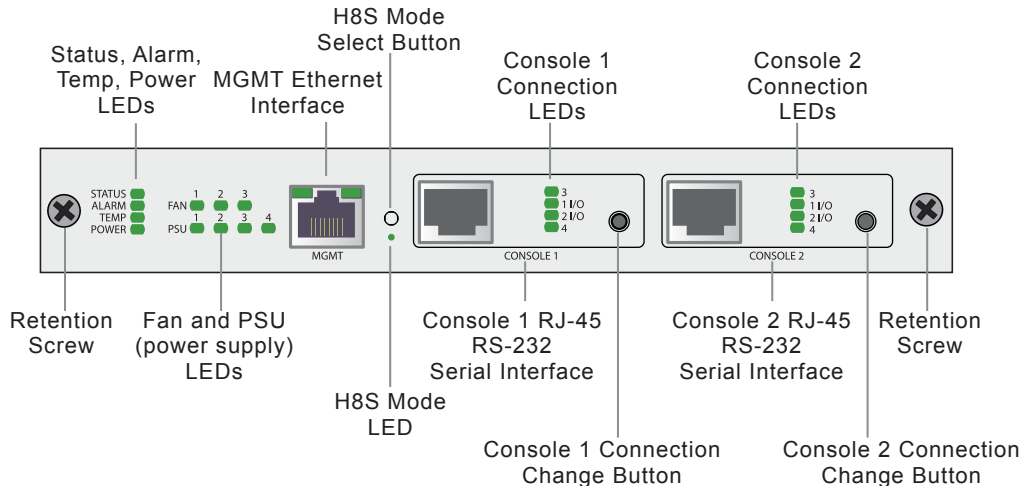 H8S Mode
Select Button
Status, Alarm,
Temp, Power
LEDs
MGMT Ethernet
Interface
Console 1
Connection
LEDs
Console 2
Connection
LEDs
STATUS
ALARM
TEMP
POWER
1 2 3
FAN
1 2 3 4
PSU
MGMT
3
1 I/O
2 I/O
4
CONSOLE 1
3
1 I/O
2 I/O
4
CONSOLE 2
Retention
Screw
Fan and PSU
(power supply)
LEDs
H8S Mode
LED
Console 1 RJ-45
RS-232
Serial Interface
Console 2 RJ-45
RS-232
Serial Interface
Retention
Screw
Console 1 Connection
Change Button
Console 2 Connection
Change Button